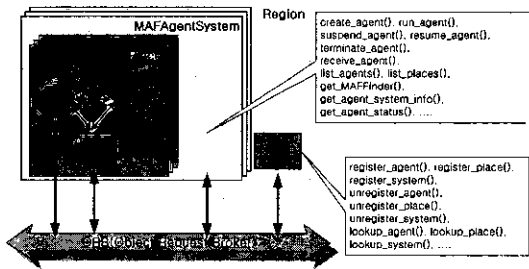 Region
MAFAgentSystem
create_agent(), run_agent(),
suspend_agent(), resume_agent(),
terminate_agent(),
receive_agent(),
list_agents(), list_places(),
get_MAFFinder(),
get_agent_system_info(),
get_agent_status(), ....
register_agent(), register_place(),
register_system(),
unregister_agent(),
unregister_place(),
unregister_system(),
lookup_agent(), lookup_place(),
lookup_system(), ....
ORB (Object Request Broker)